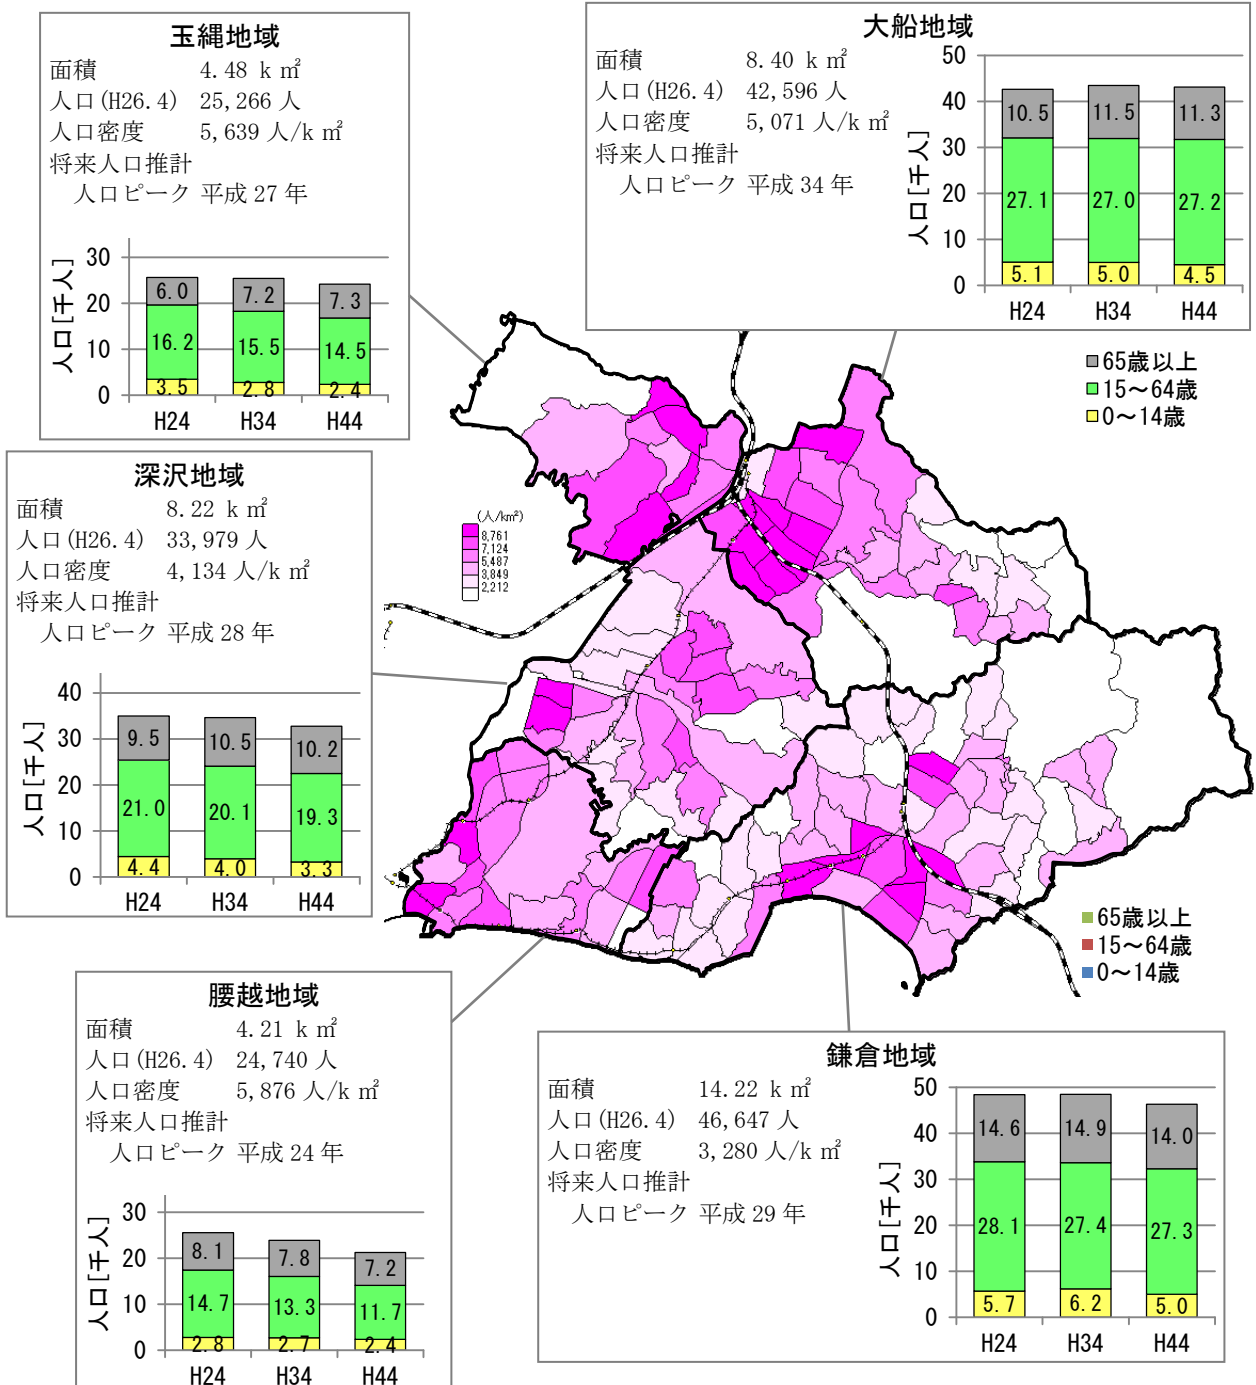 玉縄地域
面積 4.48 k㎡
人口(H26.4) 25,266 人
人口密度 5,639 人/k㎡
将来人口推計
人口ピーク 平成 27 年
人口[千人]
30
20
10
0
6.0 7.2 7.3
16.2 15.5 14.5
3.5 2.8 2.4
H24 H34 H44
大船地域
面積 8.40 k㎡
人口(H26.4) 42,596 人
人口密度 5,071 人/k㎡
将来人口推計
人口ピーク 平成 34 年
人口[千人]
50
40
30
20
10
0
10.5 11.5 11.3
27.1 27.0 27.2
5.1 5.0 4.5
H24 H34 H44
65歳以上
15～64歳
0～14歳
深沢地域
面積 8.22 k㎡
人口(H26.4) 33,979 人
人口密度 4,134 人/k㎡
将来人口推計
人口ピーク 平成 28 年
人口[千人]
40
30
20
10
0
9.5 10.5 10.2
21.0 20.1 19.3
4.4 4.0 3.3
H24 H34 H44
(人/km²)
8,761
7,124
5,487
3,849
2,212
65歳以上
15～64歳
0～14歳
腰越地域
面積 4.21 k㎡
人口(H26.4) 24,740 人
人口密度 5,876 人/k㎡
将来人口推計
人口ピーク 平成 24 年
人口[千人]
30
20
10
0
8.1 7.8 7.2
14.7 13.3 11.7
2.8 2.7 2.4
H24 H34 H44
鎌倉地域
面積 14.22 k㎡
人口(H26.4) 46,647 人
人口密度 3,280 人/k㎡
将来人口推計
人口ピーク 平成 29 年
人口[千人]
50
40
30
20
10
0
14.6 14.9 14.0
28.1 27.4 27.3
5.7 6.2 5.0
H24 H34 H44